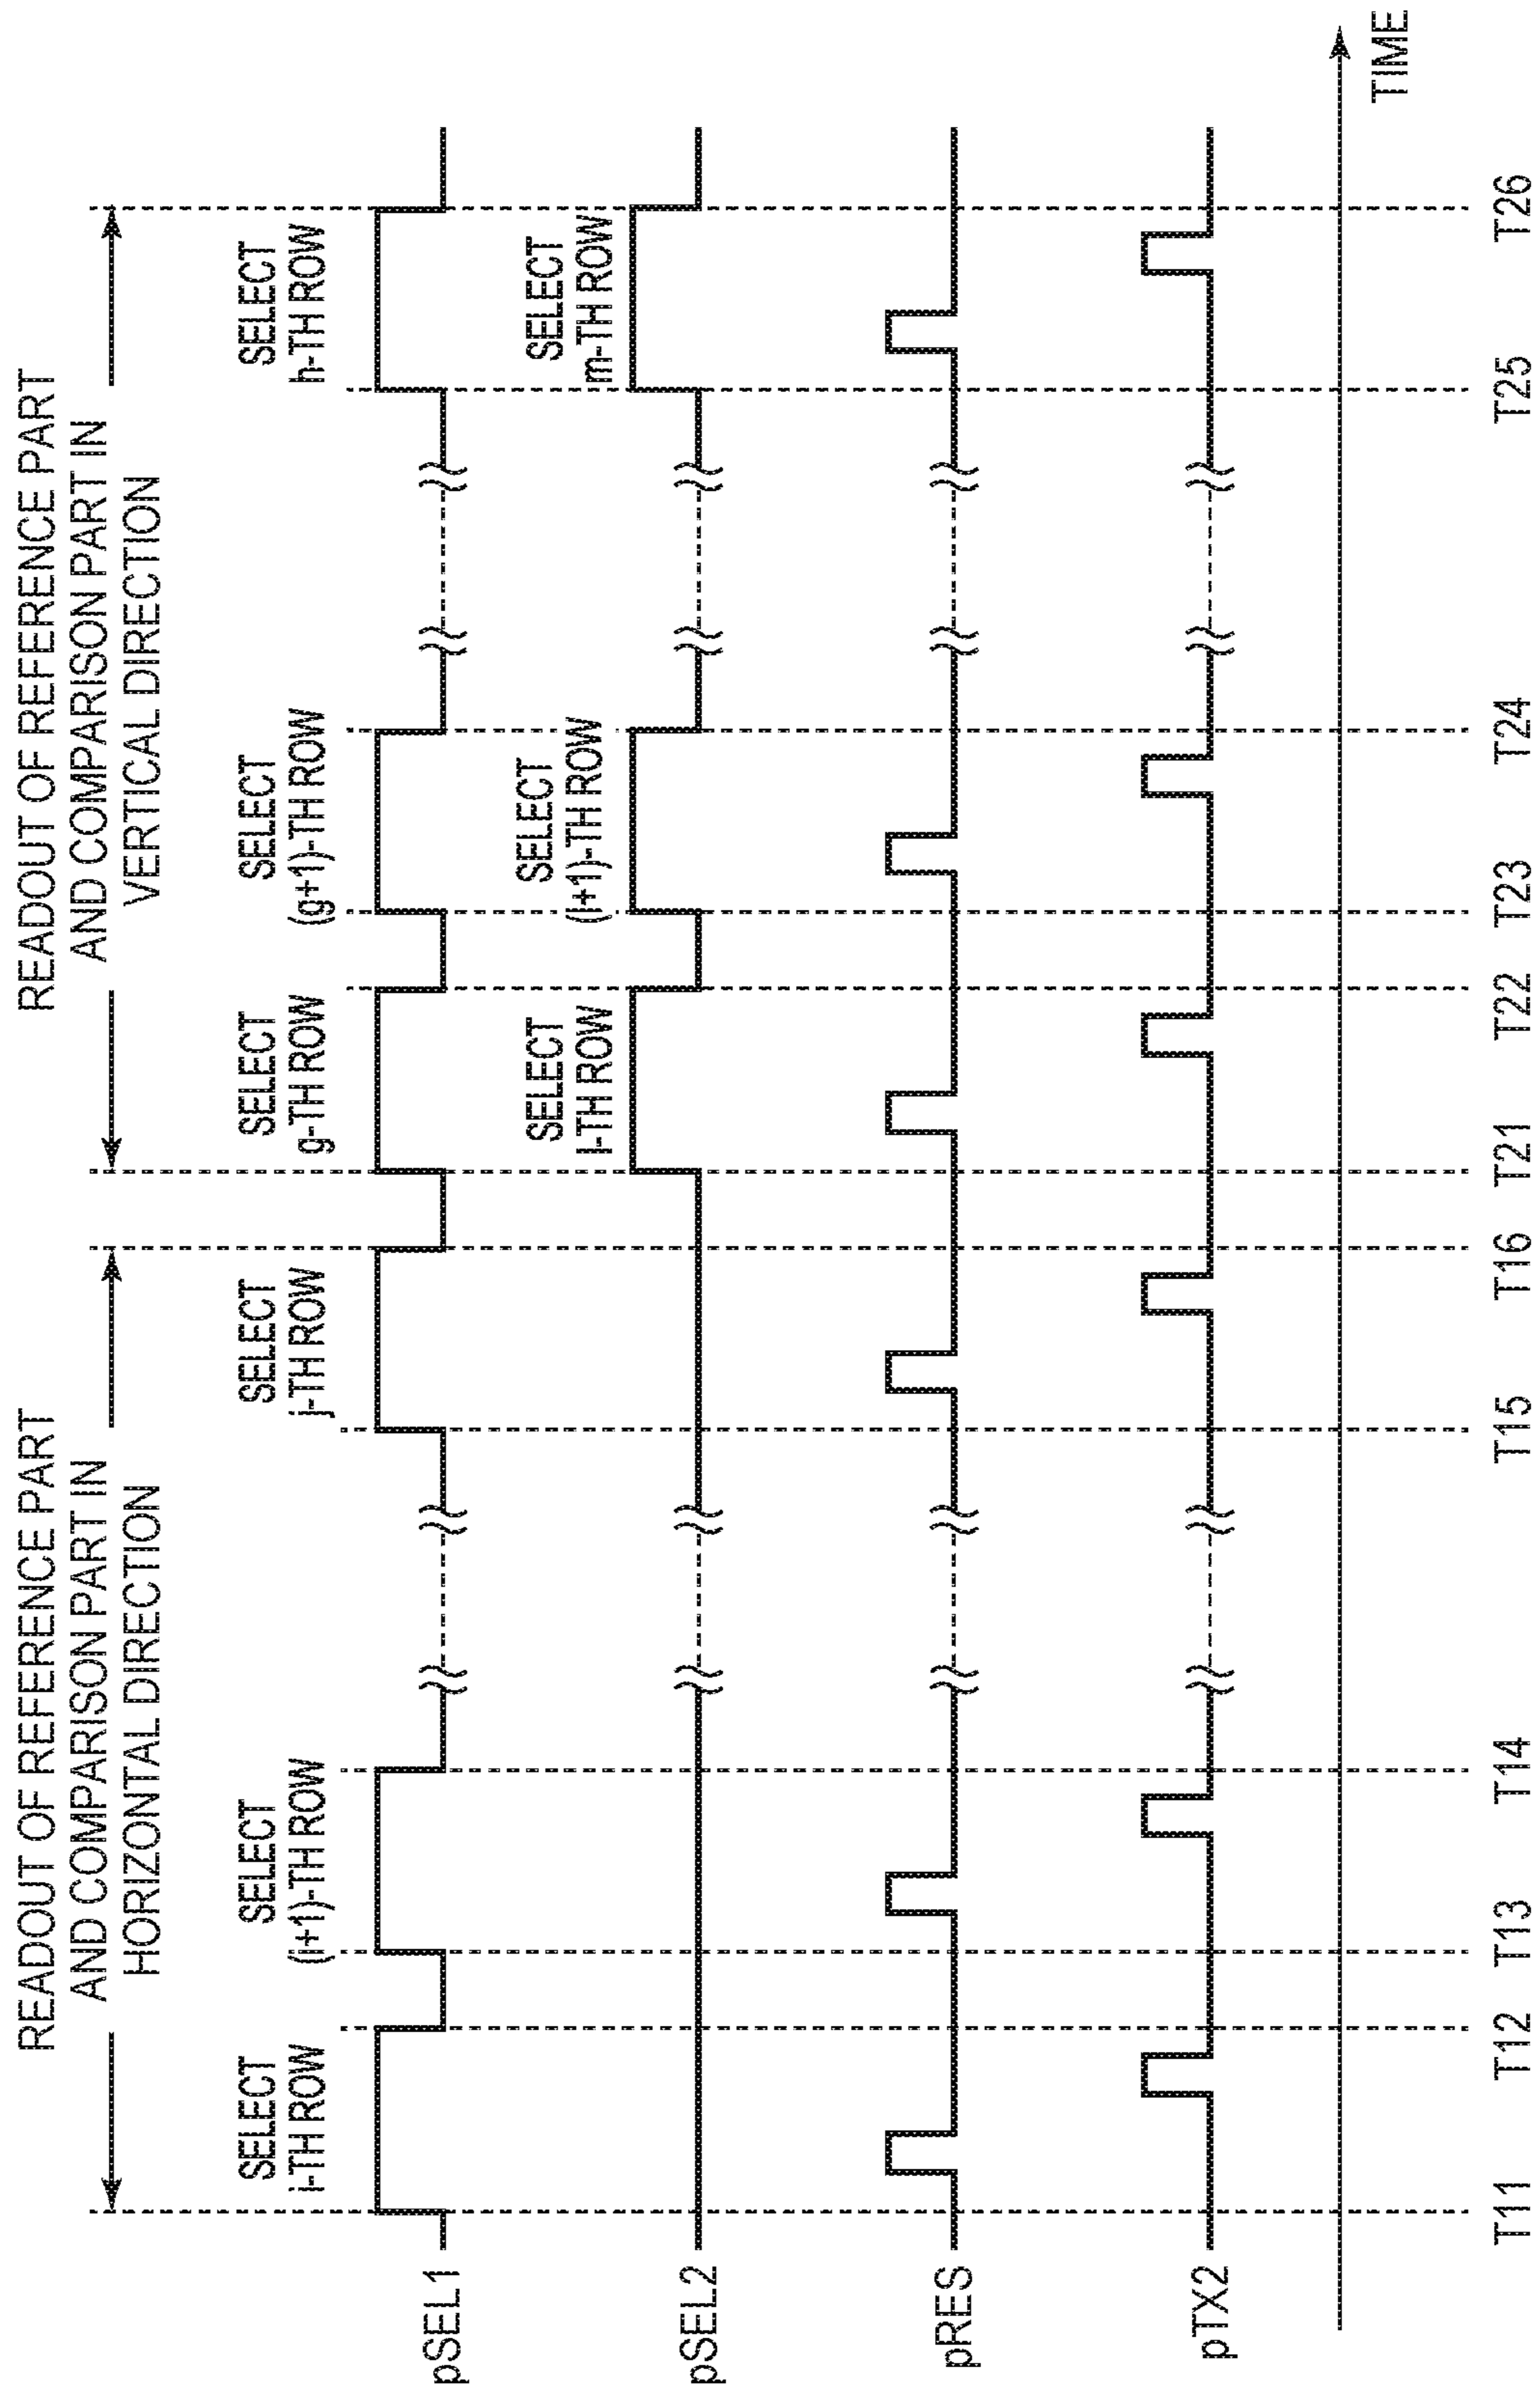 READOUT OF REFERENCE PART
AND COMPARISON PART IN
HORIZONTAL DIRECTION
READOUT OF REFERENCE PART
AND COMPARISON PART IN
VERTICAL DIRECTION
SELECT
i-TH ROW
SELECT
(i+1)-TH ROW
SELECT
j-TH ROW
SELECT
g-TH ROW
SELECT
(g+1)-TH ROW
SELECT
h-TH ROW
pSEL1
SELECT
l-TH ROW
SELECT
(l+1)-TH ROW
SELECT
m-TH ROW
pSEL2
pRES
pTX2
TIME
T11
T12
T13
T14
T15
T16
T21
T22
T23
T24
T25
T26